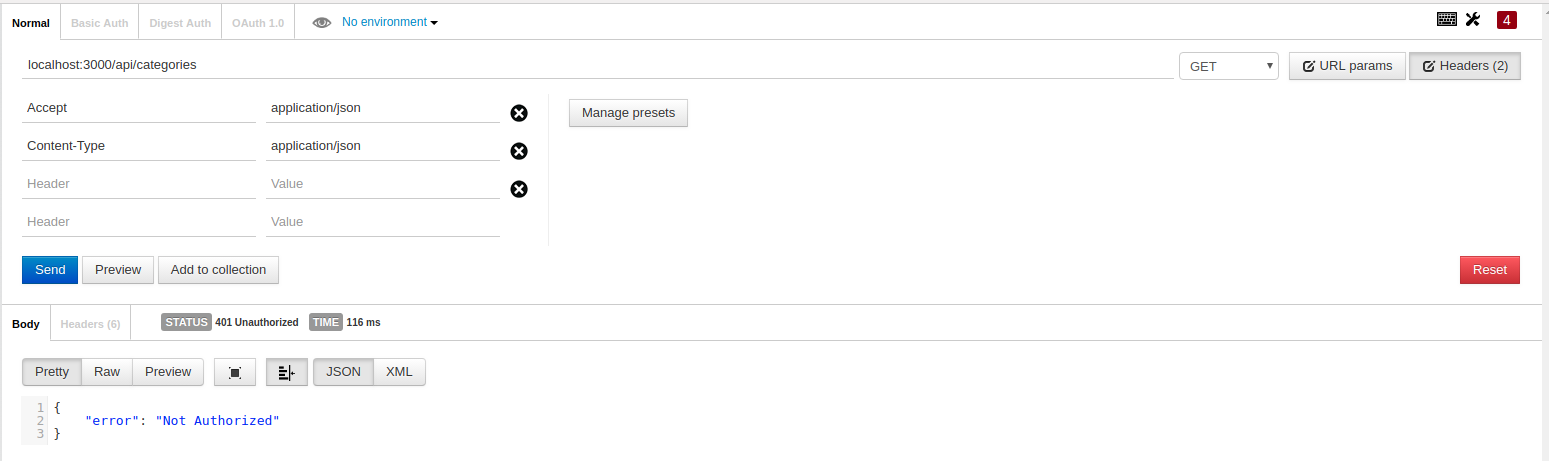 Normal Basic Auth Digest Auth OAuth 1.0 No environment 4
localhost:3000/api/categories GET URL params Headers (2)
Accept application/json Manage presets
Content-Type application/json
Header Value
Header Value
Send Preview Add to collection Reset
Body Headers (6) STATUS 401 Unauthorized TIME 116 ms
Pretty Raw Preview JSON XML
1 {
2 "error": "Not Authorized"
3 }